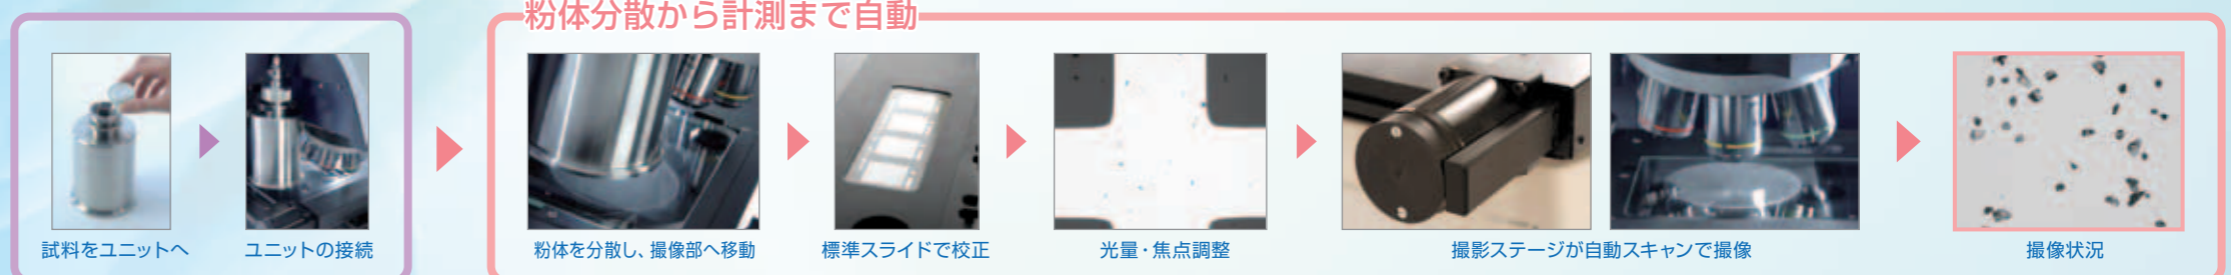 粉体分散から計測まで自動
試料をユニットへ
ユニットの接続
粉体を分散し、撮像部へ移動
標準スライドで校正
光量・焦点調整
撮影ステージが自動スキャンで撮像
撮像状況